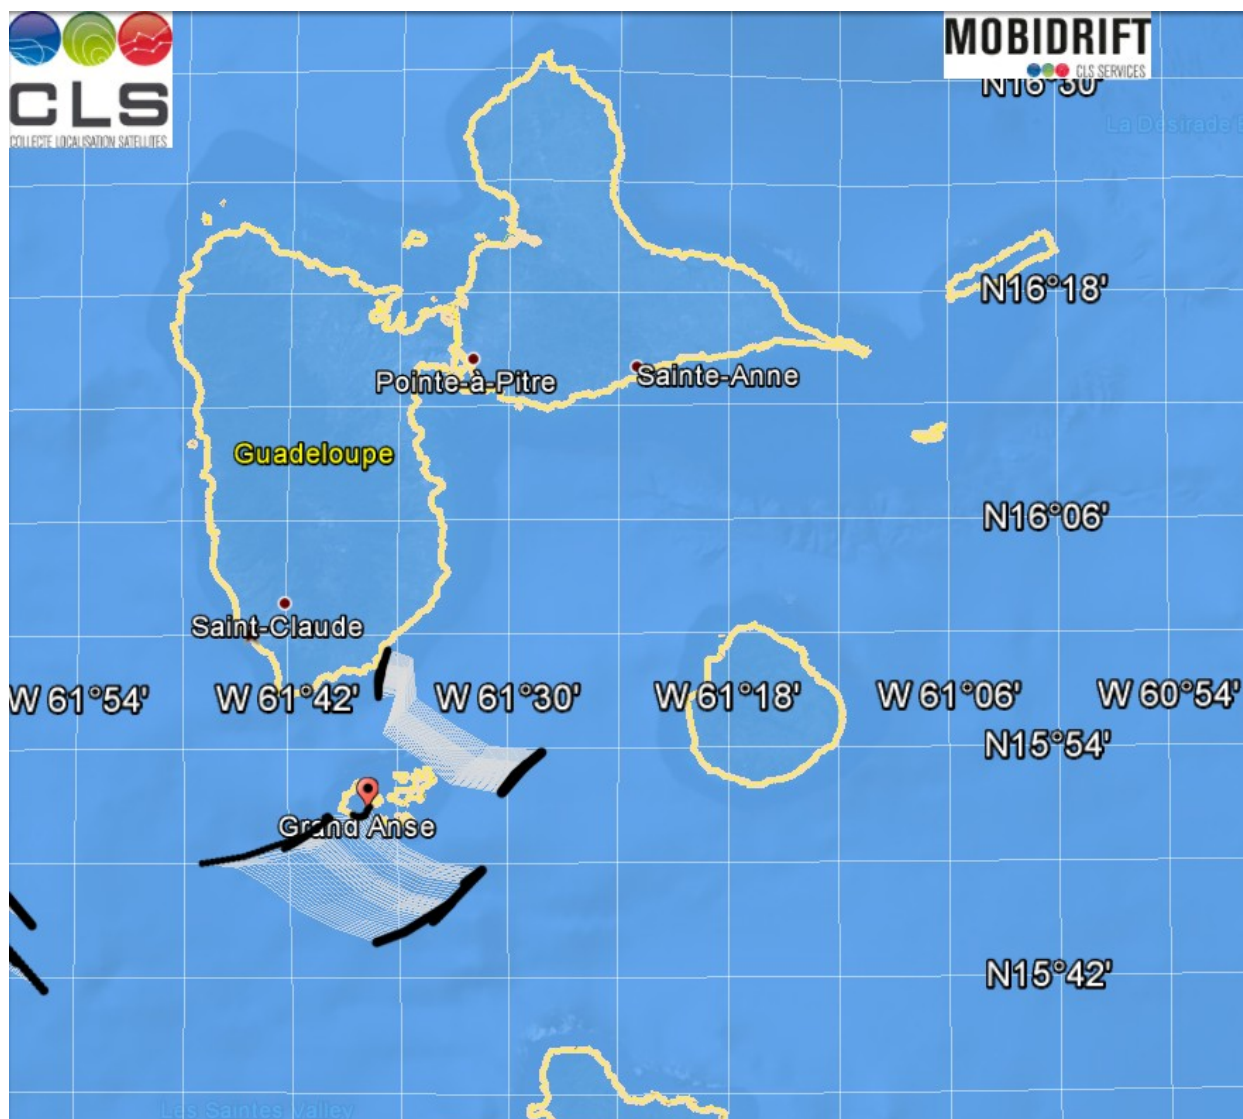 CLS
COLLECTE LOCALISATION SATELLITES
MOBIDRIFT
CLS SERVICES
N16°30'
La Désirade
N16°18'
Pointe-à-Pitre
Sainte-Anne
Guadeloupe
N16°06'
Saint-Claude
W 61°54'
W 61°42'
W 61°30'
W 61°18'
W 61°06'
W 60°54'
N15°54'
Grand Anse
N15°42'
Les Saintes Valley